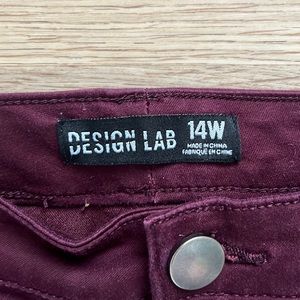 DESIGN LAB
14W
MADE IN CHINA
FABRIQUÉ EN CHINE